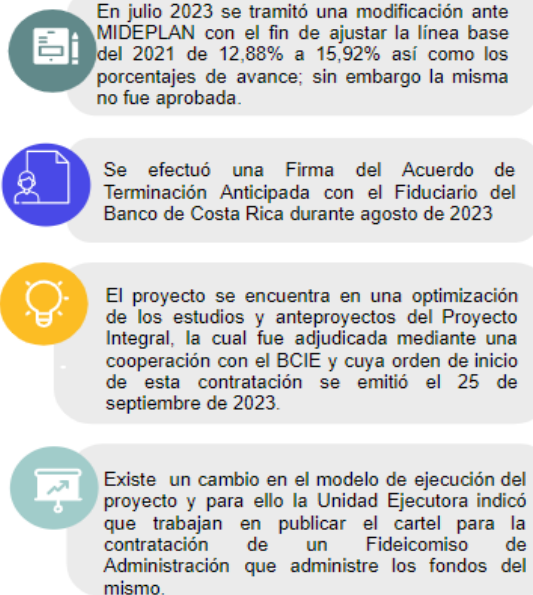 En julio 2023 se tramitó una modificación ante
MIDEPLAN con el fin de ajustar la línea base
del 2021 de 12,88% a 15,92% así como los
porcentajes de avance; sin embargo la misma
no fue aprobada.
Se efectuó una Firma del Acuerdo de
Terminación Anticipada con el Fiduciario del
Banco de Costa Rica durante agosto de 2023
El proyecto se encuentra en una optimización
de los estudios y anteproyectos del Proyecto
Integral, la cual fue adjudicada mediante una
cooperación con el BCIE y cuya orden de inicio
de esta contratación se emitió el 25 de
septiembre de 2023.
Existe un cambio en el modelo de ejecución del
proyecto y para ello la Unidad Ejecutora indicó
que trabajan en publicar el cartel para la
contratación de un Fideicomiso de
Administración que administre los fondos del
mismo.